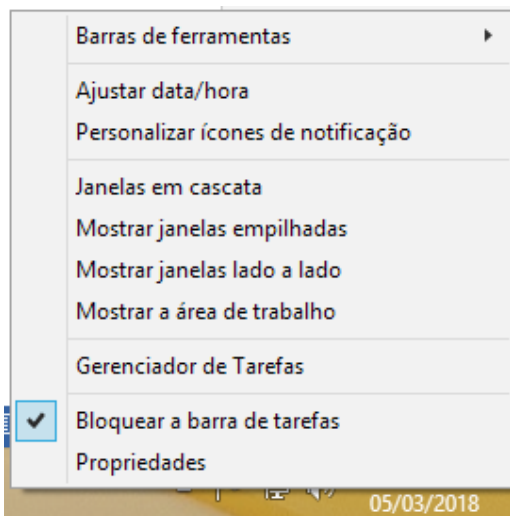 Barras de ferramentas
Ajustar data/hora
Personalizar ícones de notificação
Janelas em cascata
Mostrar janelas empilhadas
Mostrar janelas lado a lado
Mostrar a área de trabalho
Gerenciador de Tarefas
Bloquear a barra de tarefas
Propriedades
05/03/2018